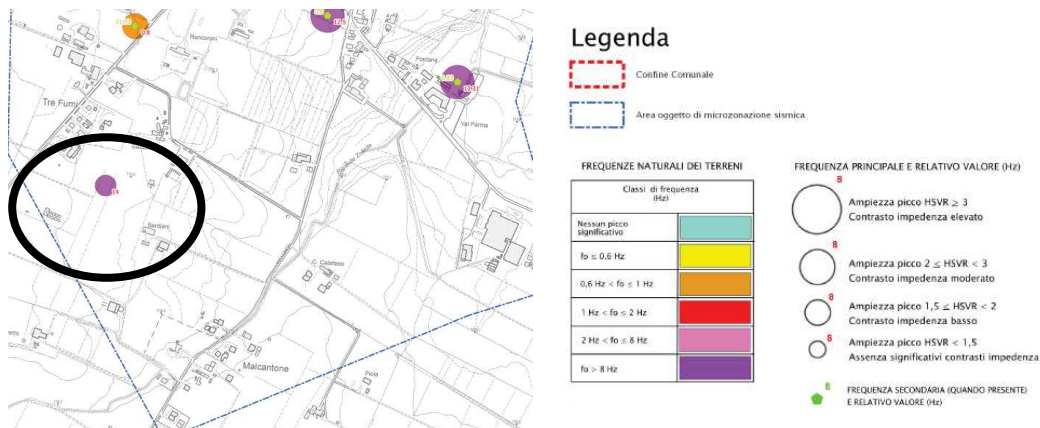 Roncoroni
Tre Fumi
Pontone
Val Parma
14
Bardiani
C. Calafassi
Malcantone
Piola
Legenda
Confine Comunale
Area oggetto di microzonazione sismica
FREQUENZE NATURALI DEI TERRENI
Classi di frequenza
(Hz)
Nessun picco
significativo
fo ≤ 0,6 Hz
0,6 Hz < fo ≤ 1 Hz
1 Hz < fo ≤ 2 Hz
2 Hz < fo ≤ 8 Hz
fo > 8 Hz
FREQUENZA PRINCIPALE E RELATIVO VALORE (Hz)
8
Ampiezza picco HSVR ≥ 3
Contrasto impedenza elevato
8
Ampiezza picco 2 ≤ HSVR < 3
Contrasto impedenza moderato
8
Ampiezza picco 1,5 ≤ HSVR < 2
Contrasto impedenza basso
8
Ampiezza picco HSVR < 1,5
Assenza significativi contrasti impedenza
8
FREQUENZA SECONDARIA (QUANDO PRESENTE)
E RELATIVO VALORE (Hz)